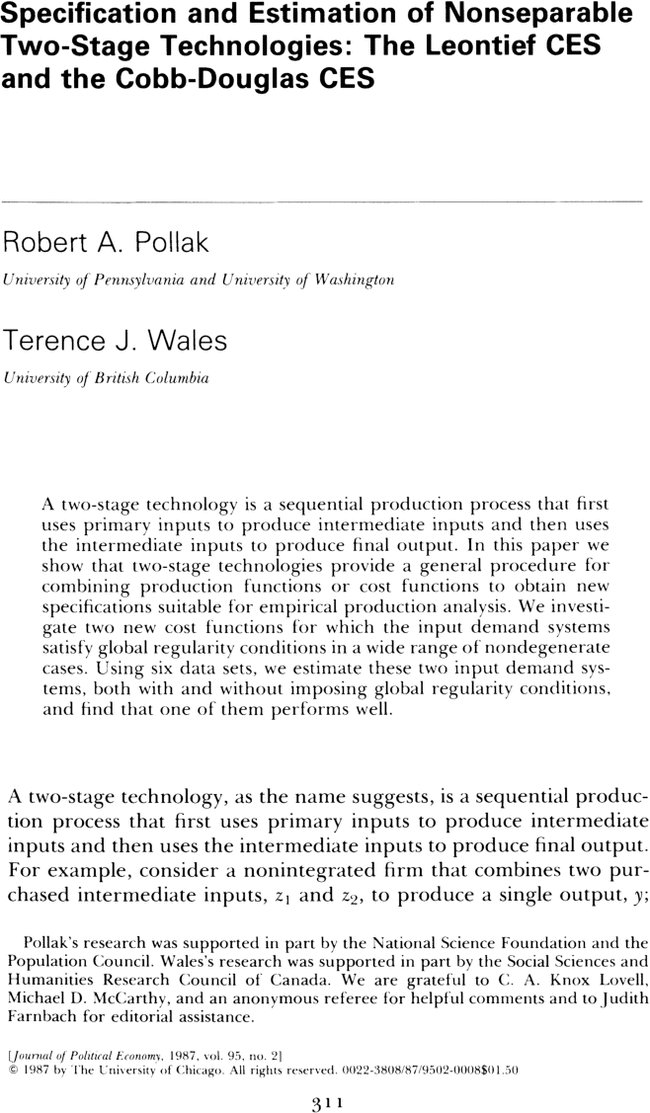 Specification and Estimation of Nonseparable
Two-Stage Technologies: The Leontief CES
and the Cobb-Douglas CES
Robert A. Pollak
University of Pennsylvania and University of Washington
Terence J. Wales
University of British Columbia
A two-stage technology is a sequential production process that first
uses primary inputs to produce intermediate inputs and then uses
the intermediate inputs to produce final output. In this paper we
show that two-stage technologies provide a general procedure for
combining production functions or cost functions to obtain new
specifications suitable for empirical production analysis. We investi-
gate two new cost functions for which the input demand systems
satisfy global regularity conditions in a wide range of nondegenerate
cases. Using six data sets, we estimate these two input demand sys-
tems, both with and without imposing global regularity conditions,
and find that one of them performs well.
A two-stage technology, as the name suggests, is a sequential produc-
tion process that first uses primary inputs to produce intermediate
inputs and then uses the intermediate inputs to produce final output.
For example, consider a nonintegrated firm that combines two pur-
chased intermediate inputs, z₁ and z₂, to produce a single output, y;
Pollak's research was supported in part by the National Science Foundation and the
Population Council. Wales's research was supported in part by the Social Sciences and
Humanities Research Council of Canada. We are grateful to C. A. Knox Lovell,
Michael D. McCarthy, and an anonymous referee for helpful comments and to Judith
Farnbach for editorial assistance.
[Journal of Political Economy, 1987, vol. 95, no. 2]
© 1987 by The University of Chicago. All rights reserved. 0022-3808/87/9502-0008$01.50
311